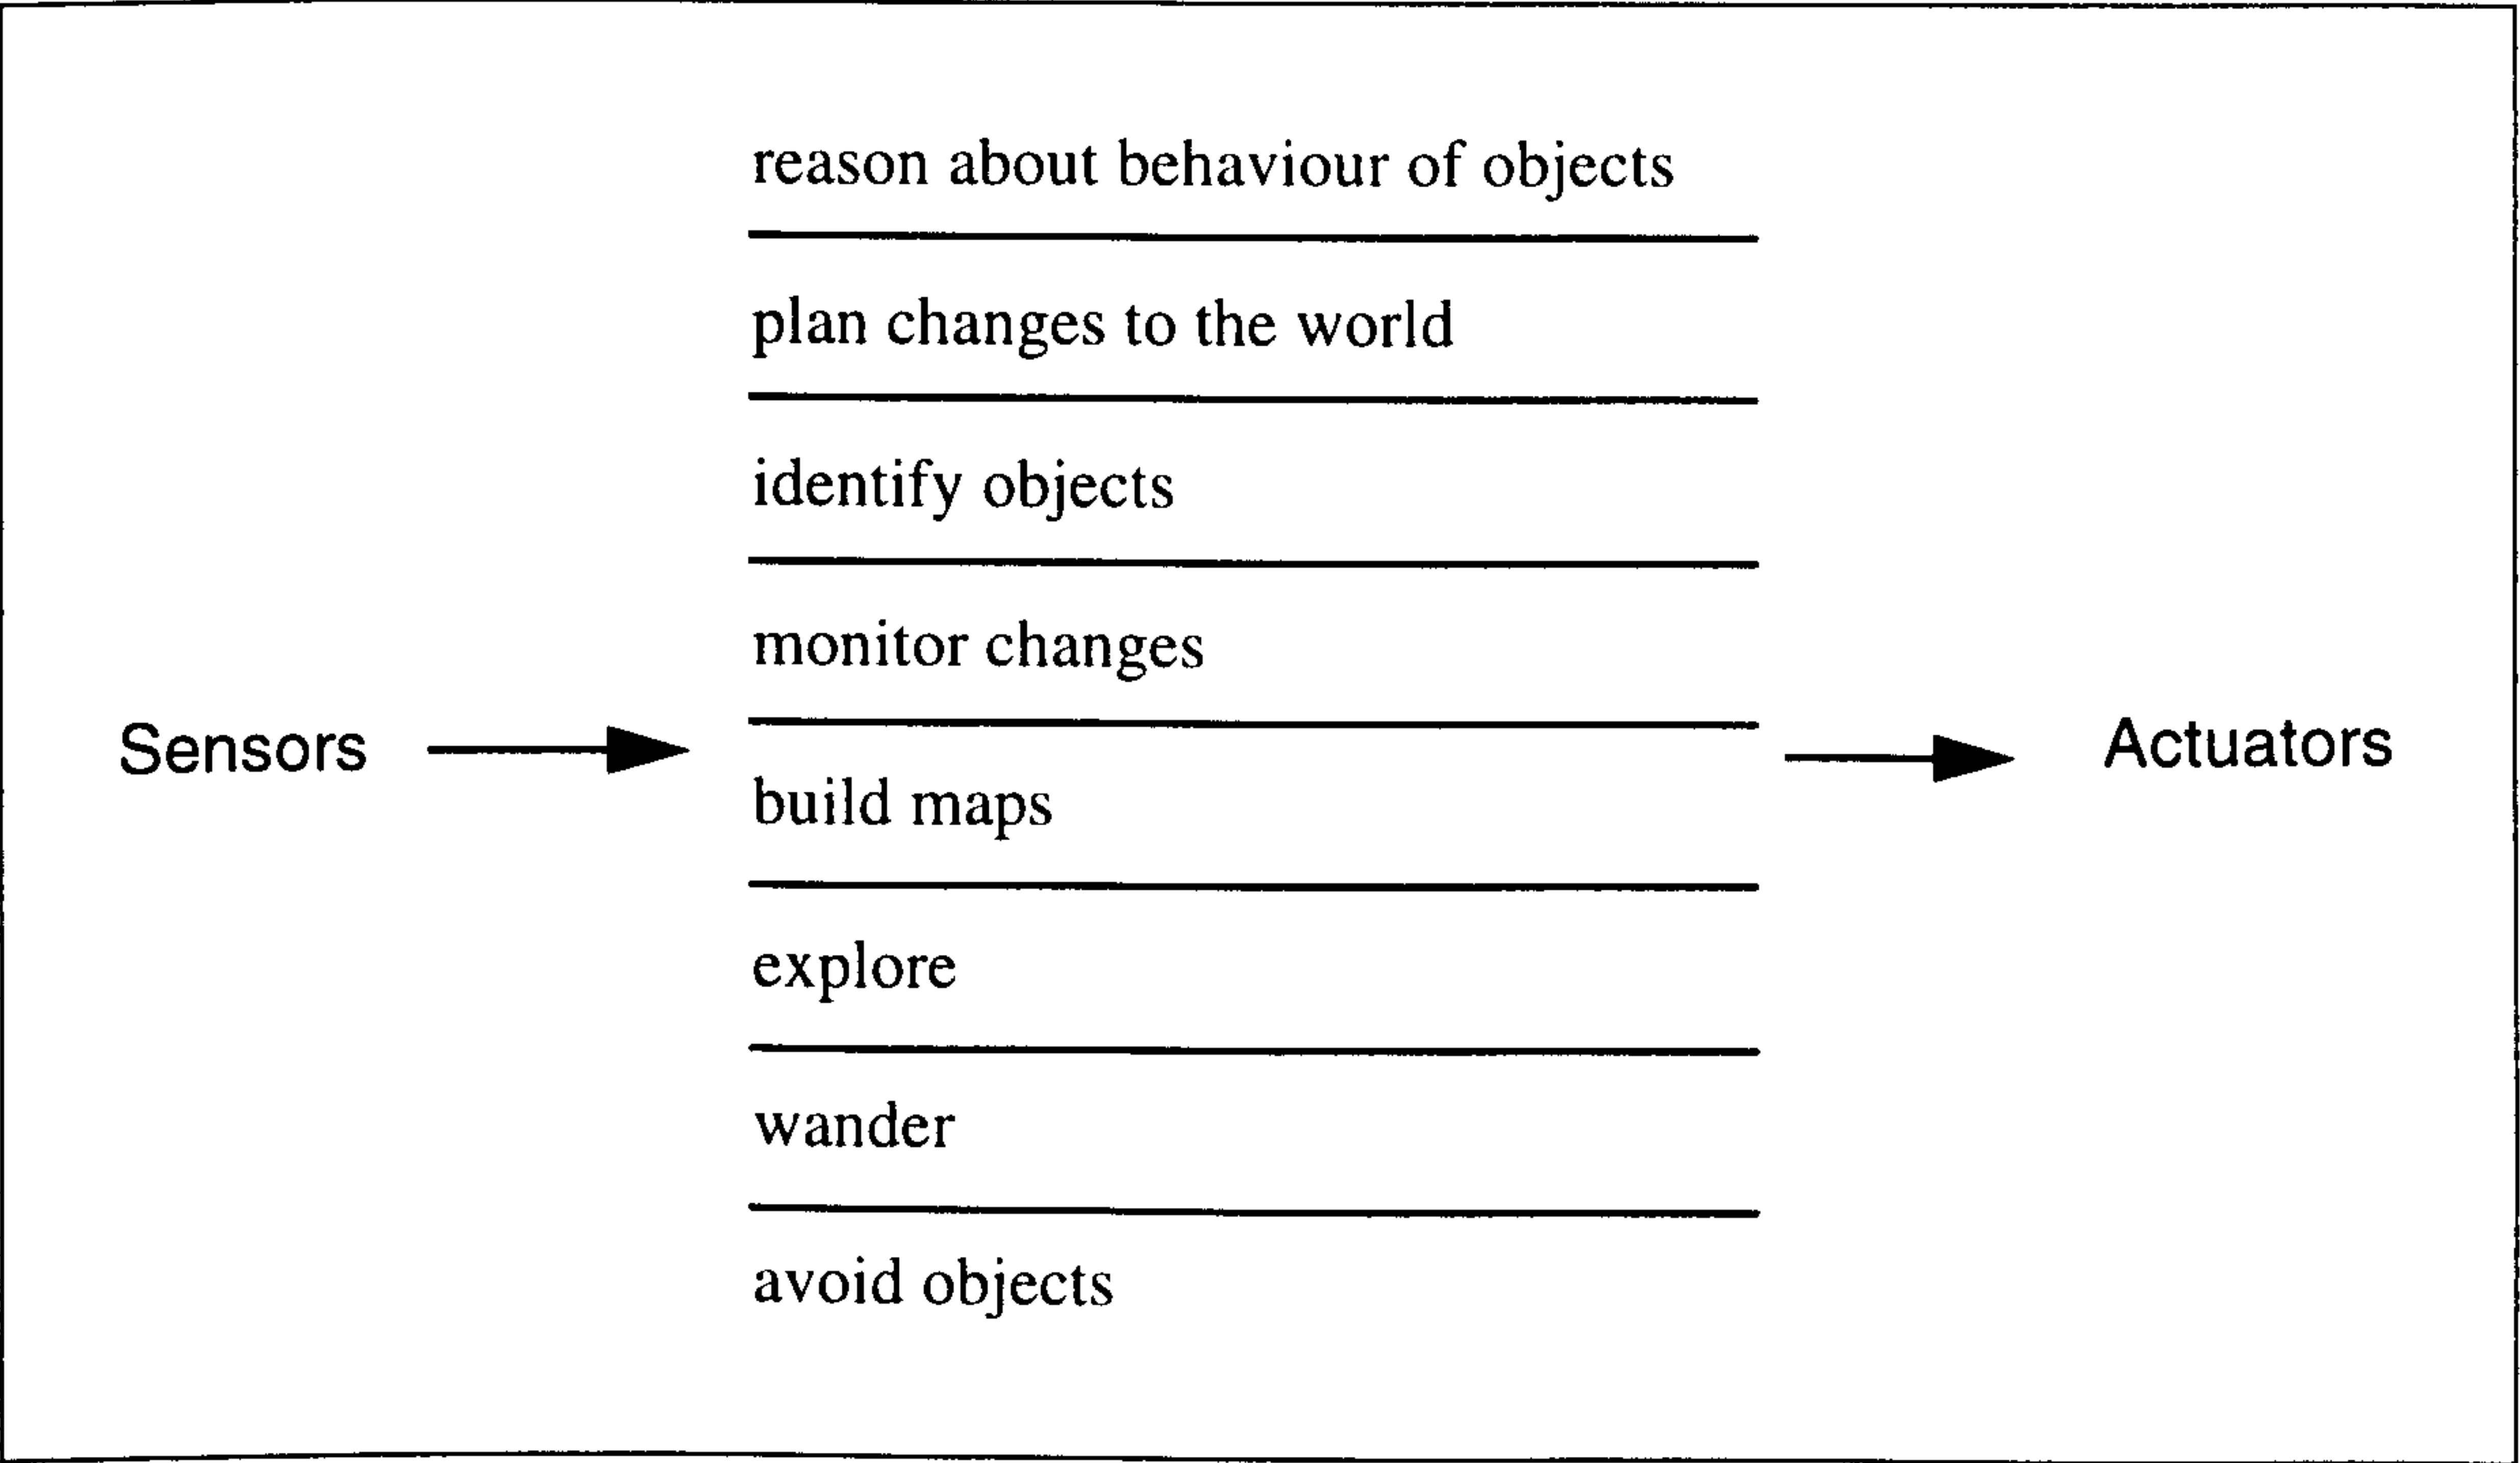 reason about behaviour of objects
plan changes to the world
identify objects
monitor changes
Sensors
build maps
Actuators
explore
wander
avoid objects